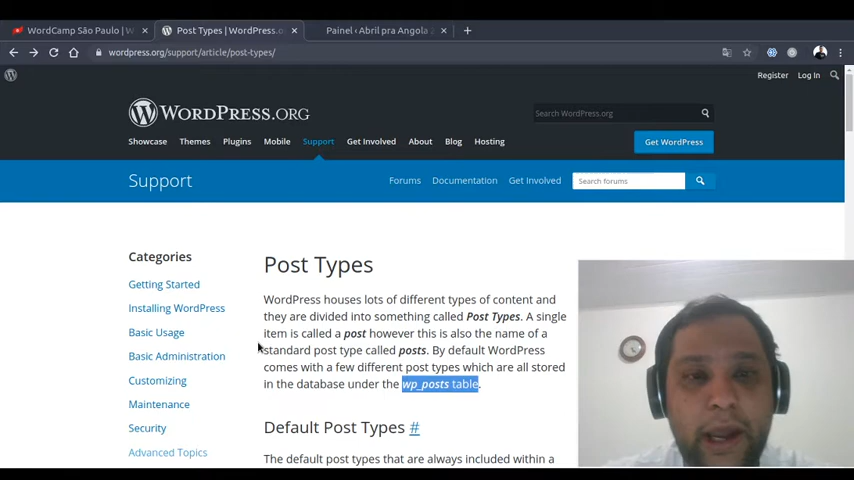 WordCamp São Paulo | W
Post Types | WordPress.org
Painel ‹ Abril pra Angola 2
wordpress.org/support/article/post-types/
Register
Log In
WORDPRESS.ORG
Search WordPress.org
Showcase
Themes
Plugins
Mobile
Support
Get Involved
About
Blog
Hosting
Get WordPress
Support
Forums
Documentation
Get Involved
Search forums
Categories
Getting Started
Installing WordPress
Basic Usage
Basic Administration
Customizing
Maintenance
Security
Advanced Topics
Post Types
WordPress houses lots of different types of content and
they are divided into something called Post Types. A single
item is called a post however this is also the name of a
standard post type called posts. By default WordPress
comes with a few different post types which are all stored
in the database under the wp_posts table.
Default Post Types #
The default post types that are always included within a